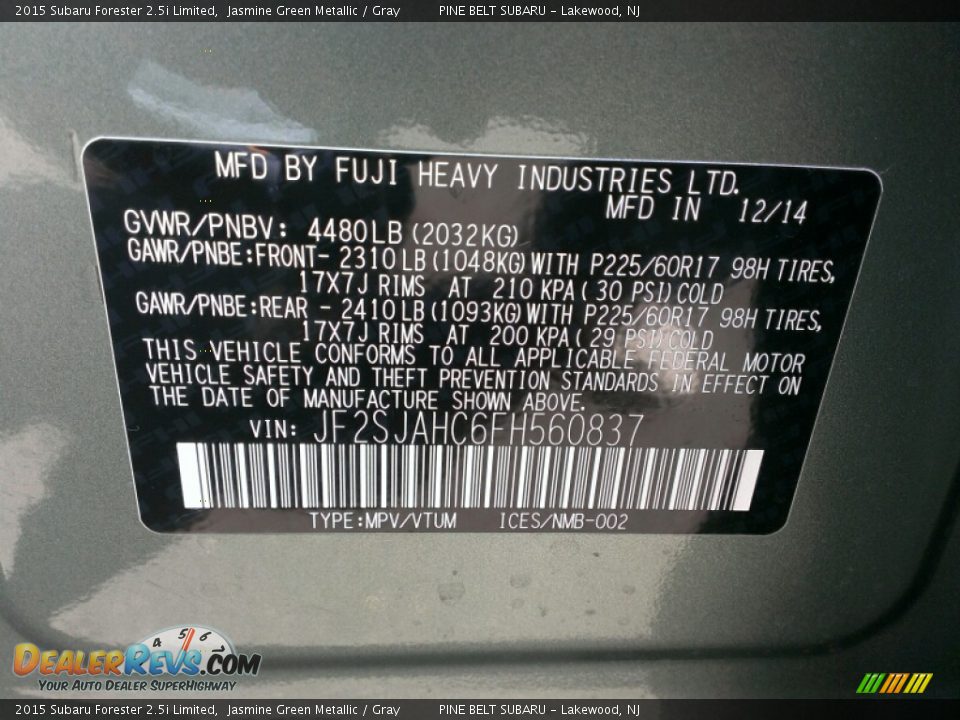 2015 Subaru Forester 2.5i Limited, Jasmine Green Metallic / Gray PINE BELT SUBARU - Lakewood, NJ
MFD BY FUJI HEAVY INDUSTRIES LTD.
MFD IN 12/14
GVWR/PNBV: 4480LB (2032KG)
GAWR/PNBE:FRONT- 2310 LB (1048KG) WITH P225/60R17 98H TIRES,
17X7J RIMS AT 210 KPA (30 PSI) COLD
GAWR/PNBE:REAR - 2410 LB (1093KG) WITH P225/60R17 98H TIRES,
17X7J RIMS AT 200 KPA (29 PSI) COLD
THIS VEHICLE CONFORMS TO ALL APPLICABLE FEDERAL MOTOR
VEHICLE SAFETY AND THEFT PREVENTION STANDARDS IN EFFECT ON
THE DATE OF MANUFACTURE SHOWN ABOVE.
VIN: JF2SJAHC6FH560837
TYPE:MPV/VTUM ICES/NMB-002
4 5 6 7
DEALERREVS.COM
YOUR AUTO DEALER SUPERHIGHWAY
2015 Subaru Forester 2.5i Limited, Jasmine Green Metallic / Gray PINE BELT SUBARU - Lakewood, NJ